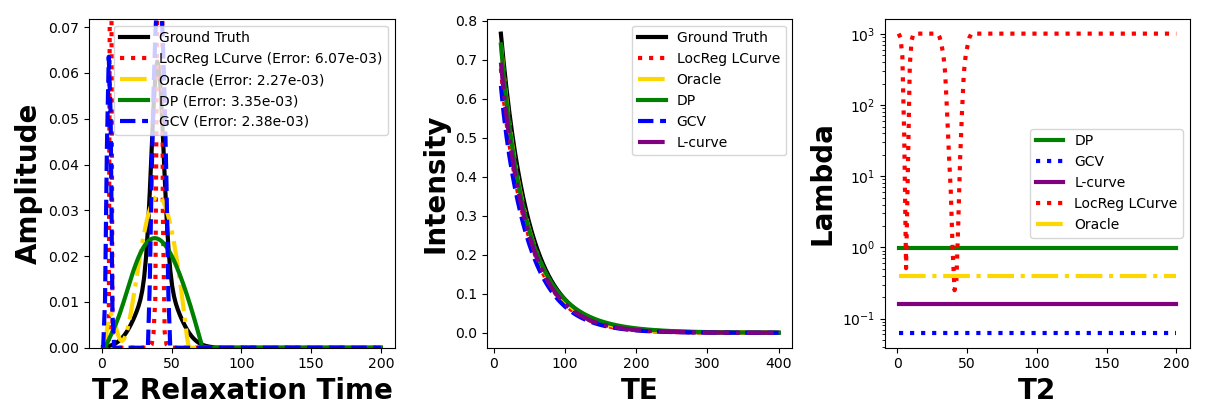 0.07
0.06
0.05
0.04
0.03
0.02
0.01
0.00
Amplitude
0
50
100
150
200
T2 Relaxation Time
Ground Truth
LocReg LCurve (Error: 6.07e-03)
Oracle (Error: 2.27e-03)
DP (Error: 3.35e-03)
GCV (Error: 2.38e-03)
0.8
0.7
0.6
0.5
0.4
0.3
0.2
0.1
0.0
Intensity
0
100
200
300
400
TE
Ground Truth
LocReg LCurve
Oracle
DP
GCV
L-curve
10³
10²
10¹
10⁰
10⁻¹
Lambda
0
50
100
150
200
T2
DP
GCV
L-curve
LocReg LCurve
Oracle